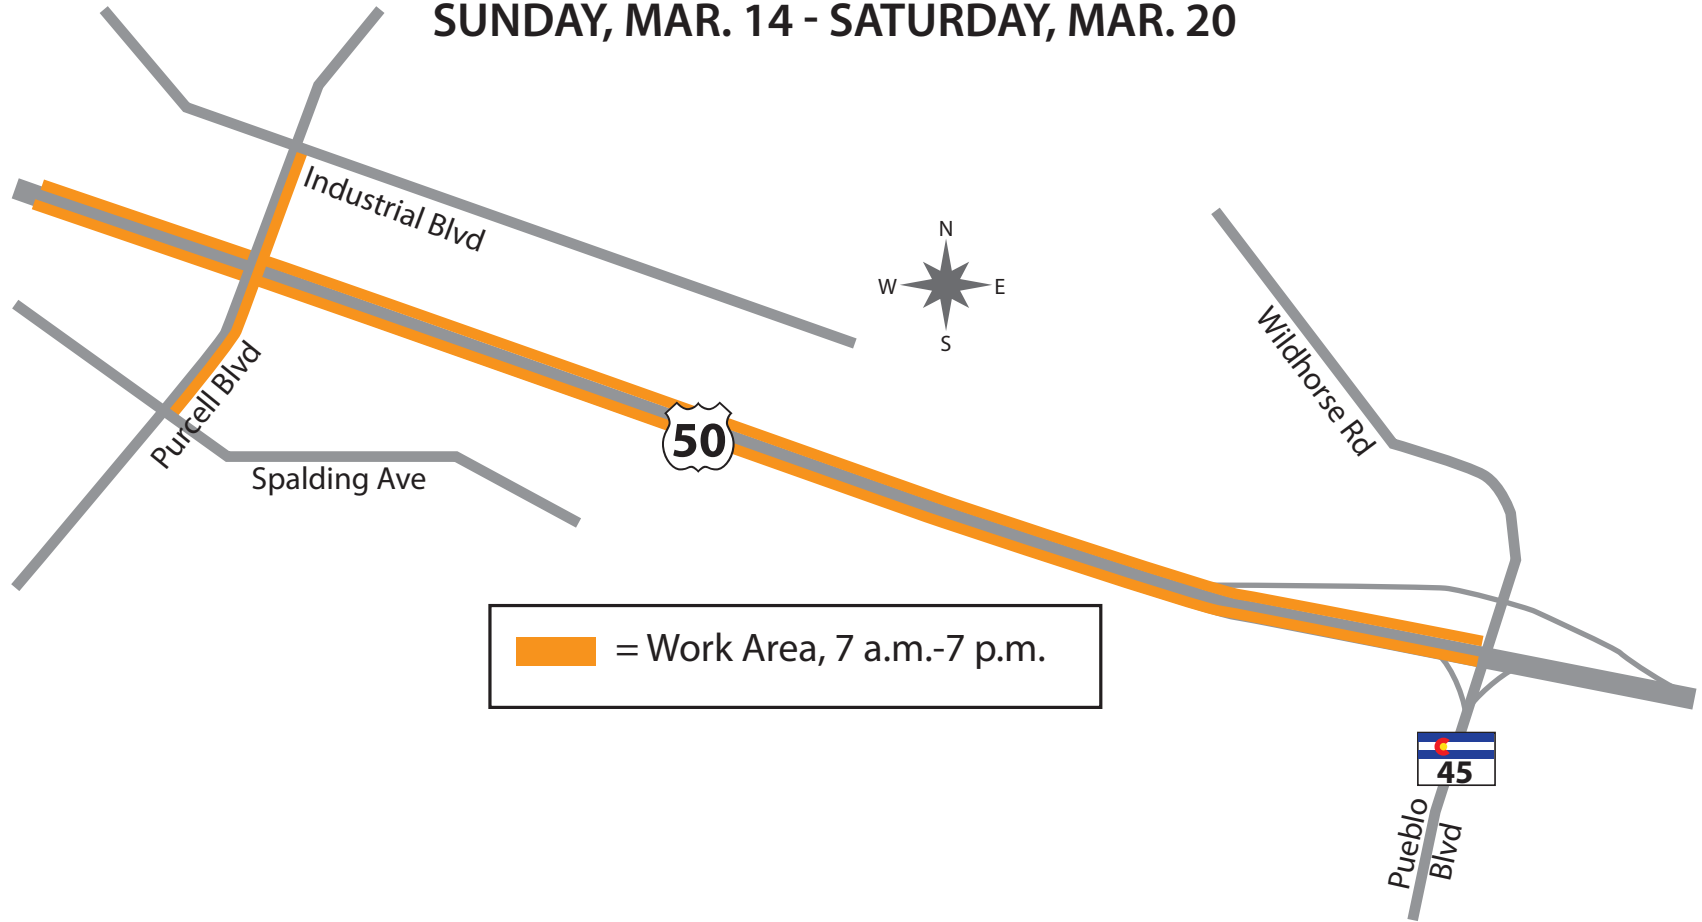 SUNDAY, MAR. 14 - SATURDAY, MAR. 20
Industrial Blvd
N
W
E
S
Wildhorse Rd
Purcell Blvd
50
Spalding Ave
= Work Area, 7 a.m.-7 p.m.
45
Pueblo
Blvd